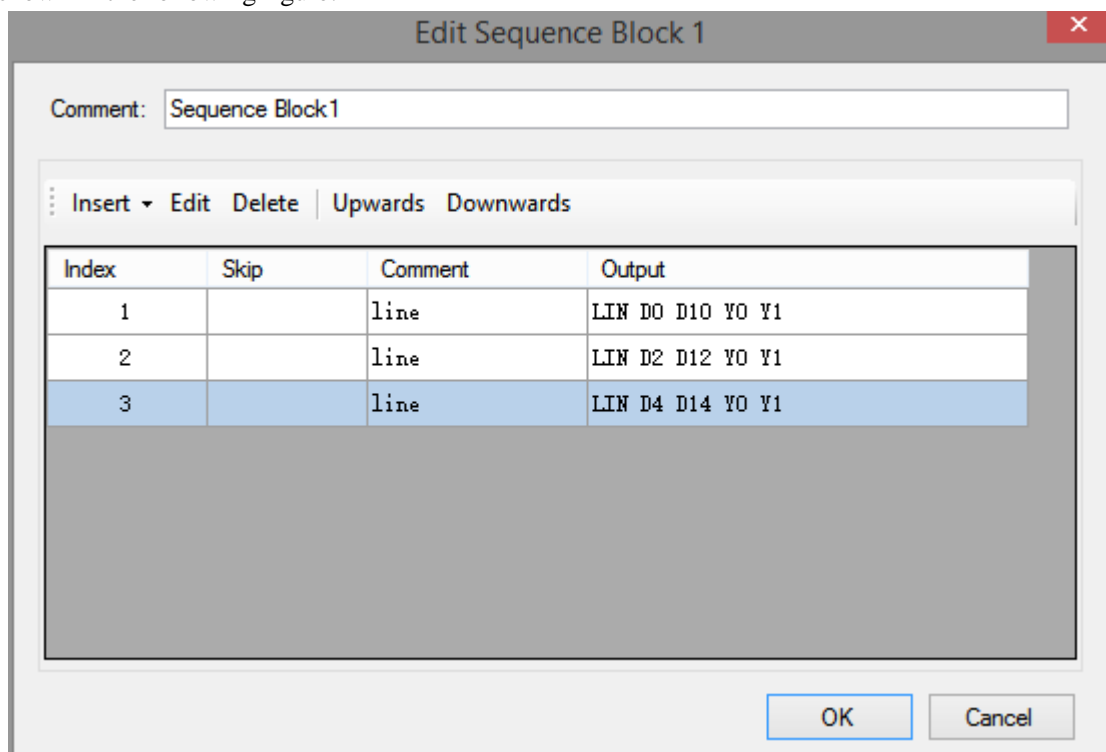 Edit Sequence Block 1
Comment: Sequence Block1
Insert Edit Delete Upwards Downwards
Index Skip Comment Output
1 line LIN D0 D10 Y0 Y1
2 line LIN D2 D12 Y0 Y1
3 line LIN D4 D14 Y0 Y1
OK Cancel